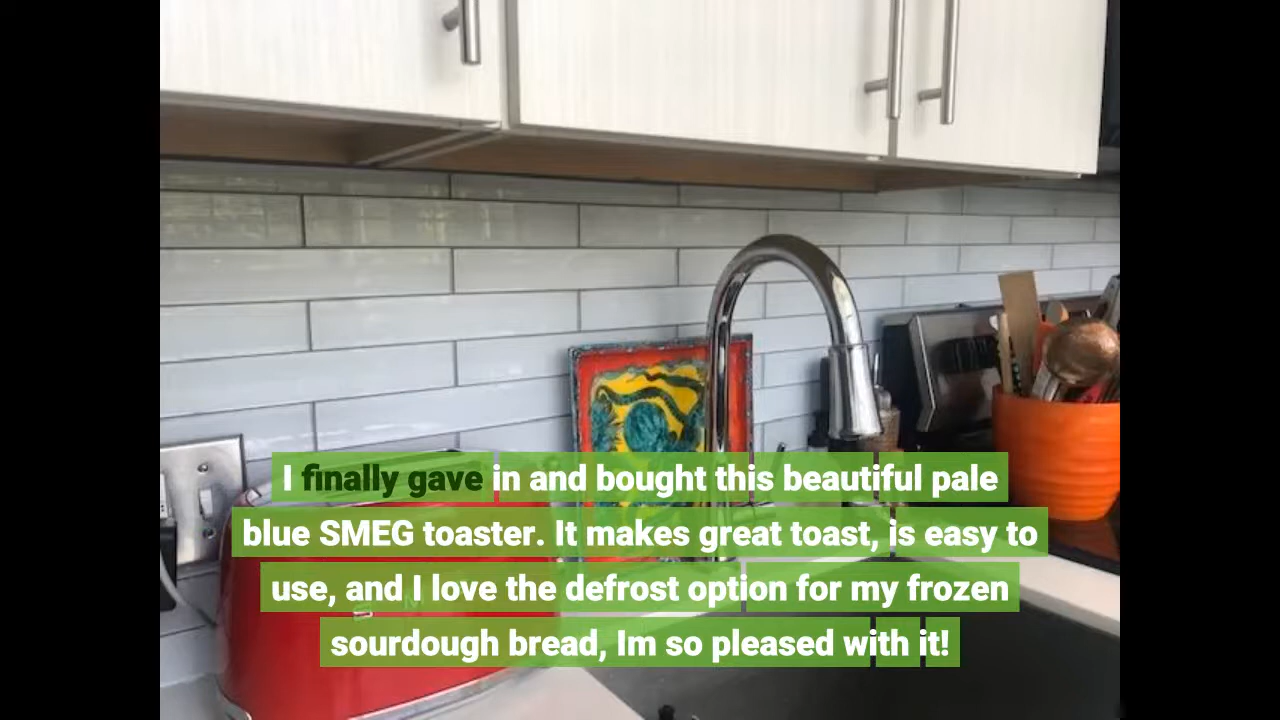 I finally gave in and bought this beautiful pale
blue SMEG toaster. It makes great toast, is easy to
use, and I love the defrost option for my frozen
sourdough bread, Im so pleased with it!